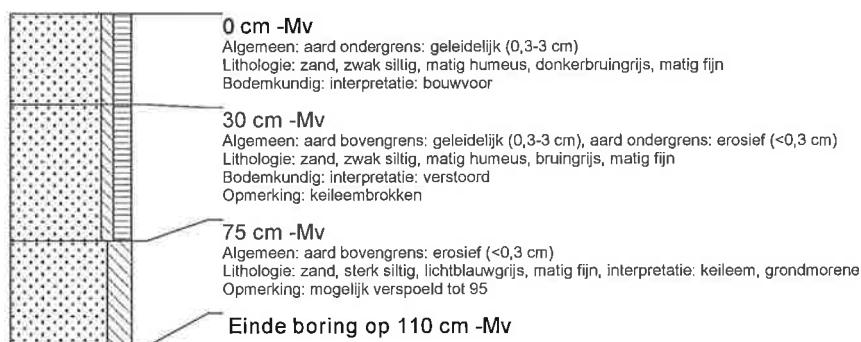 0 cm -Mv
Algemeen: aard ondergrens: geleidelijk (0,3-3 cm)
Lithologie: zand, zwak siltig, matig humeus, donkerbruingrijs, matig fijn
Bodemkundig: interpretatie: bouwvoor
30 cm -Mv
Algemeen: aard bovengrens: geleidelijk (0,3-3 cm), aard ondergrens: erosief (<0,3 cm)
Lithologie: zand, zwak siltig, matig humeus, bruingrijs, matig fijn
Bodemkundig: interpretatie: verstoord
Opmerking: keileembrokken
75 cm -Mv
Algemeen: aard bovengrens: erosief (<0,3 cm)
Lithologie: zand, sterk siltig, lichtblauwgrijs, matig fijn, interpretatie: keileem, grondmorene
Opmerking: mogelijk verspoeld tot 95
Einde boring op 110 cm -Mv